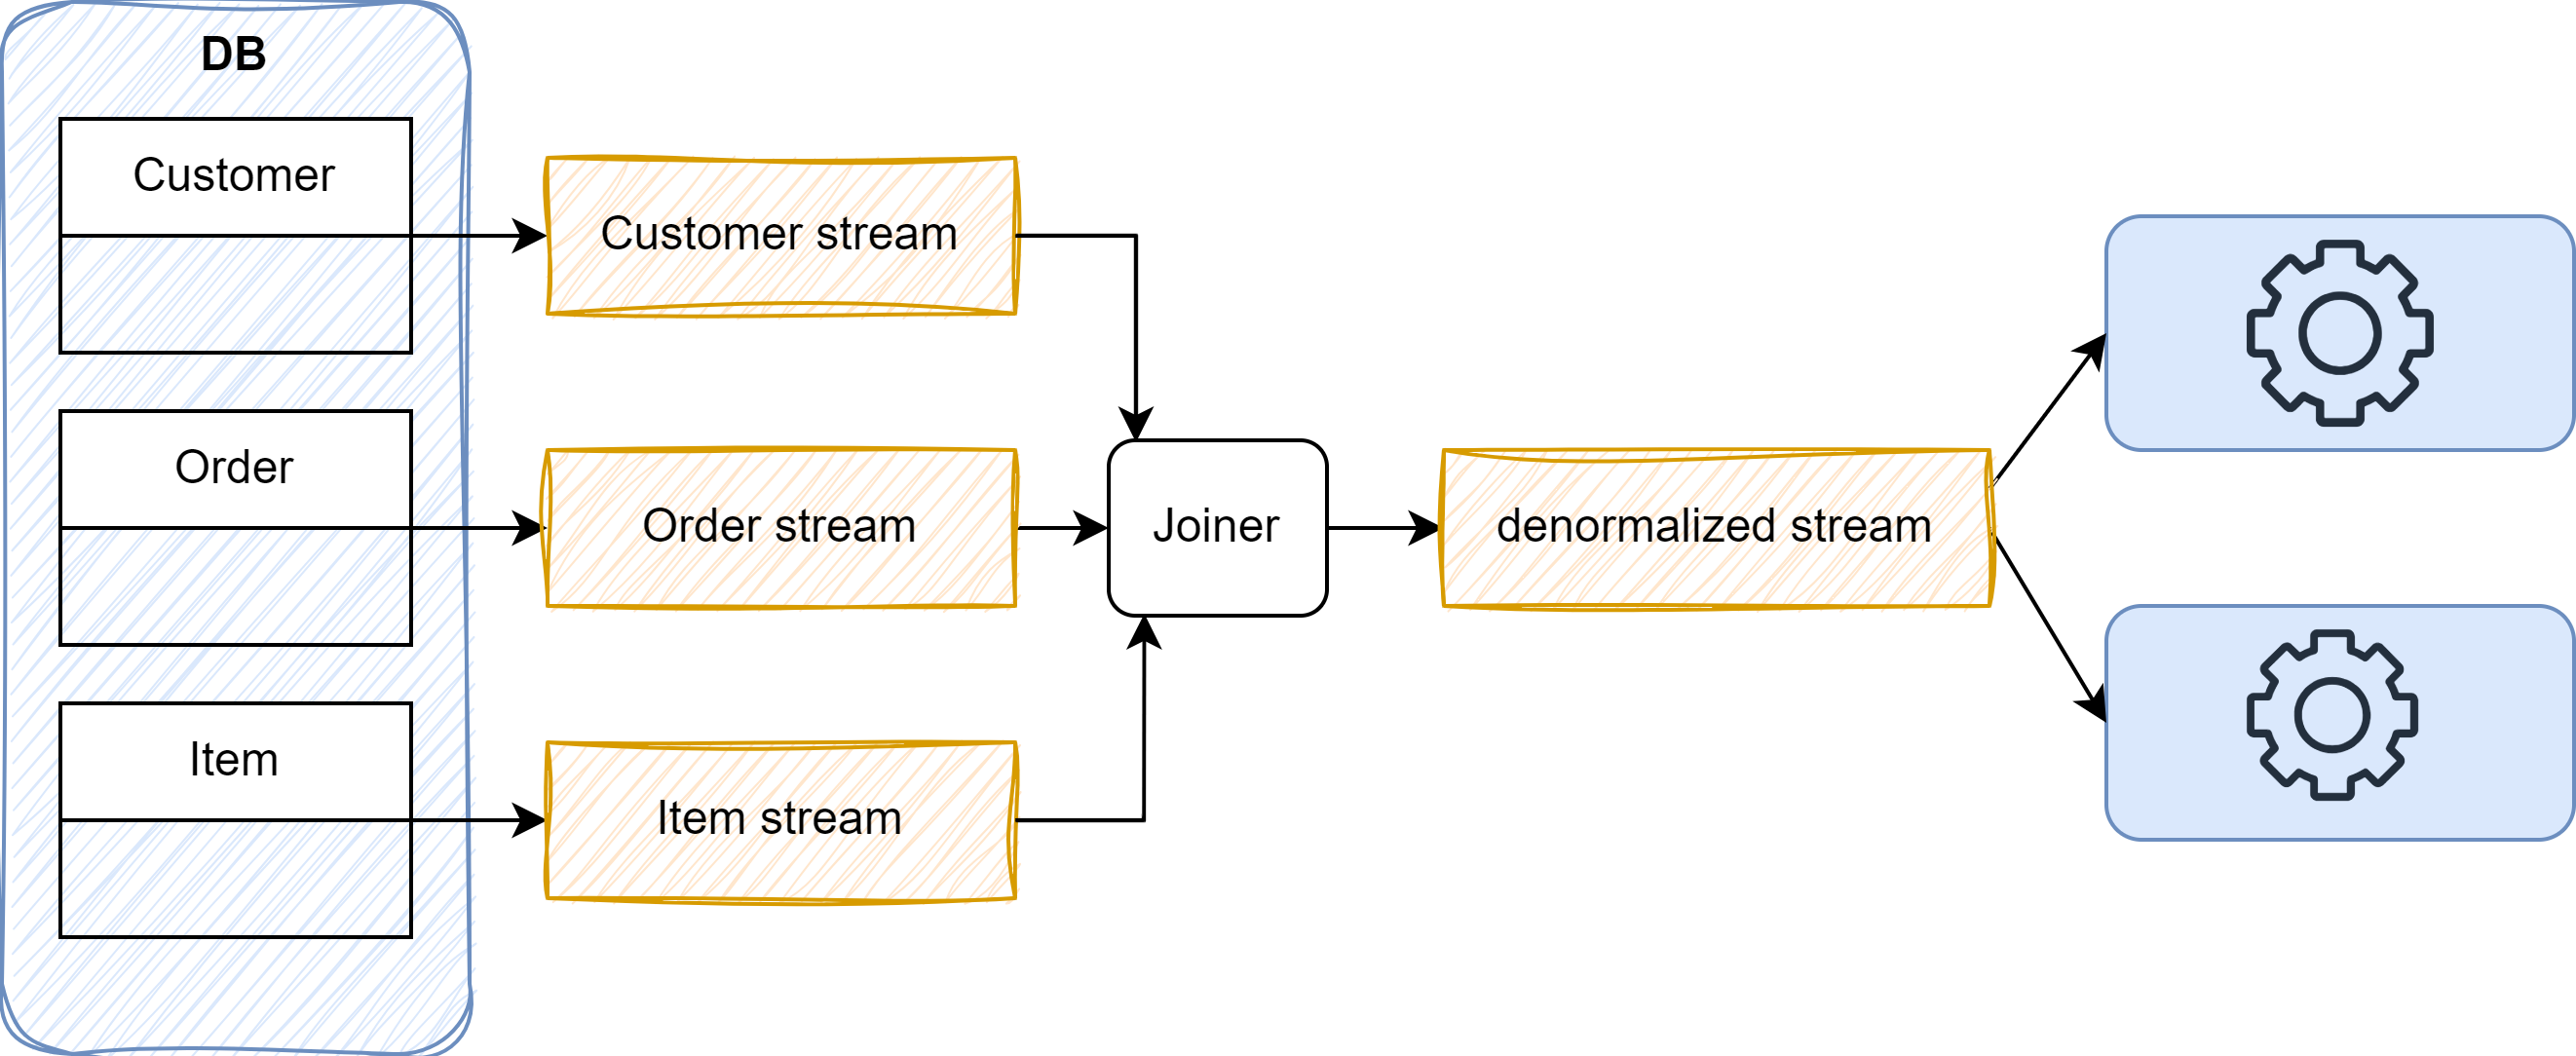 DB
Customer
Customer stream
Order
Order stream
Joiner
denormalized stream
Item
Item stream